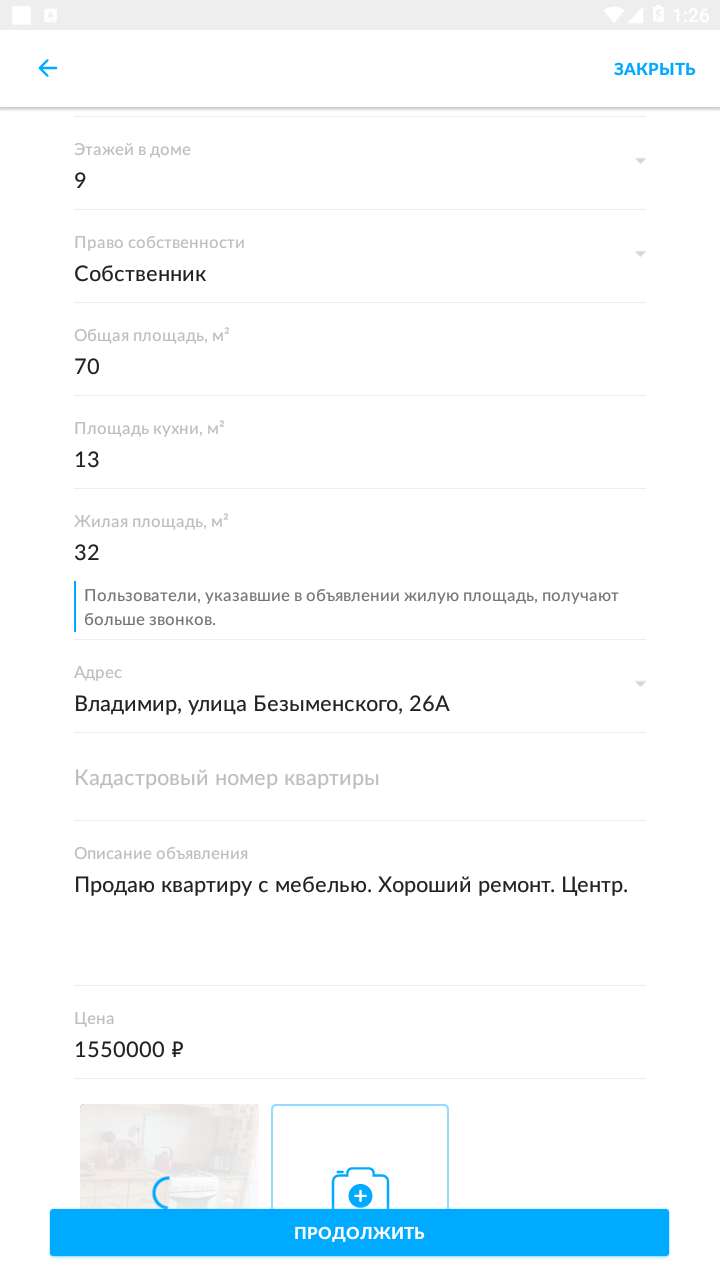 1:26
ЗАКРЫТЬ
Этажей в доме
9
Право собственности
Собственник
Общая площадь, м²
70
Площадь кухни, м²
13
Жилая площадь, м²
32
Пользователи, указавшие в объявлении жилую площадь, получают
больше звонков.
Адрес
Владимир, улица Безыменского, 26А
Кадастровый номер квартиры
Описание объявления
Продаю квартиру с мебелью. Хороший ремонт. Центр.
Цена
1550000 ₽
ПРОДОЛЖИТЬ